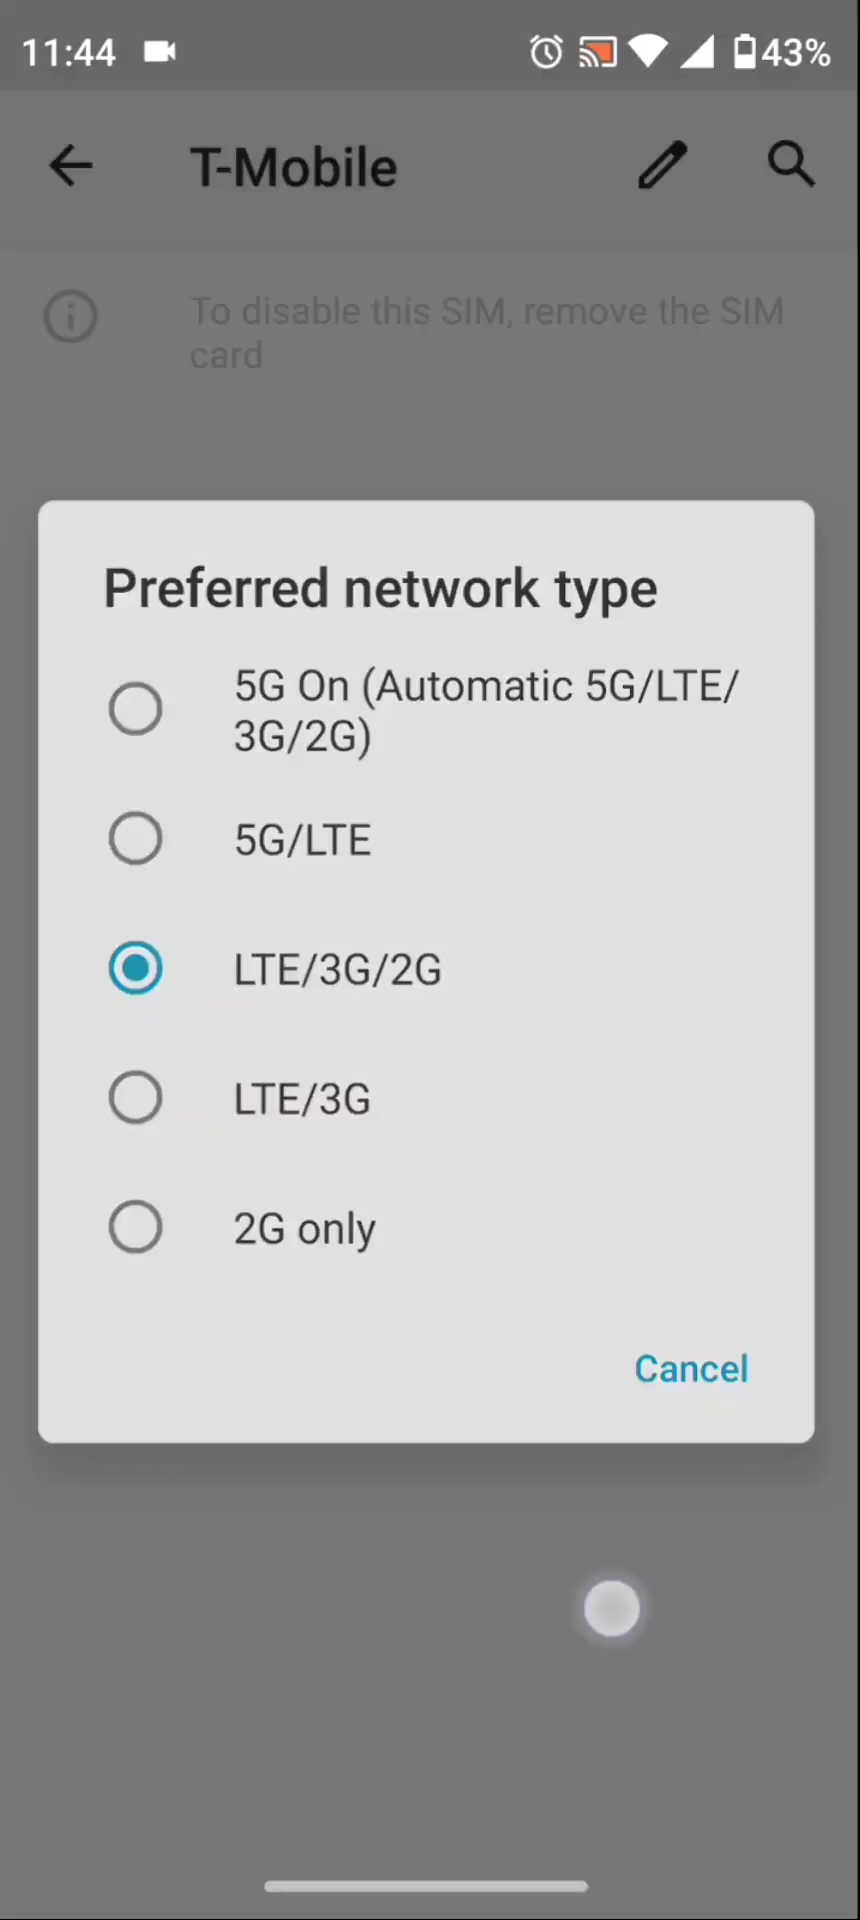 11:44
43%
T-Mobile
To disable this SIM, remove the SIM
card
Preferred network type
5G On (Automatic 5G/LTE/
3G/2G)
5G/LTE
LTE/3G/2G
LTE/3G
2G only
Cancel